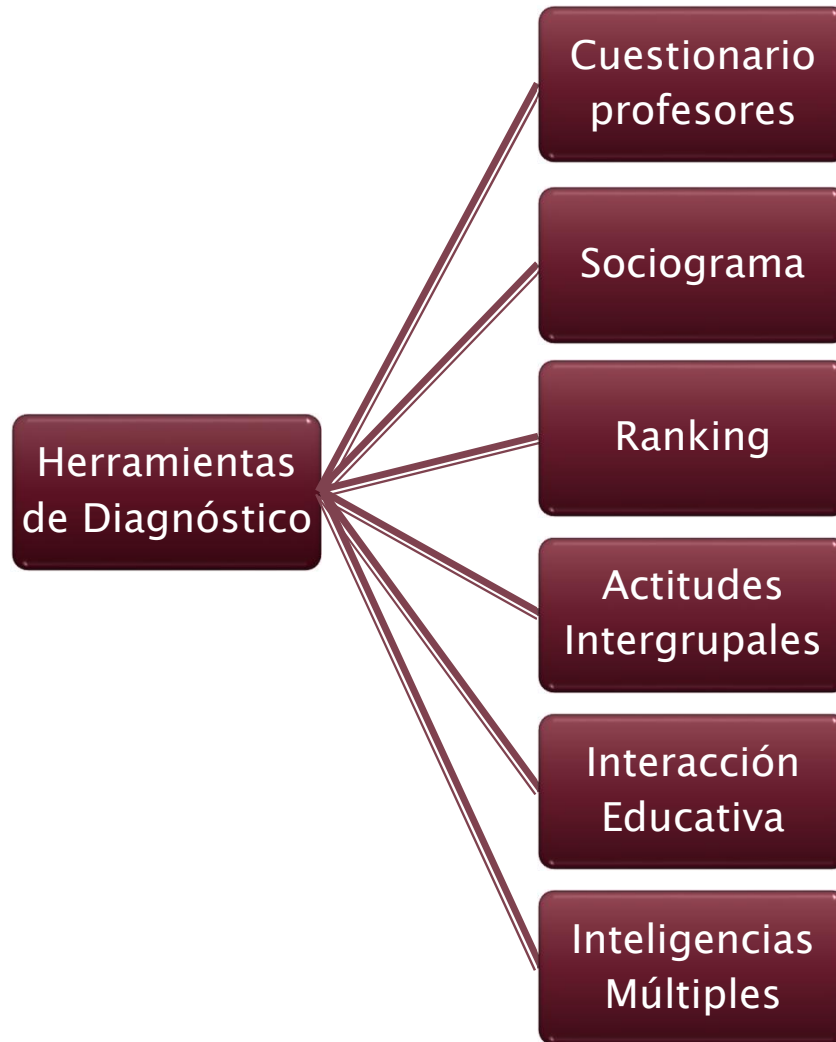 Cuestionario
profesores
Sociograma
Ranking
Herramientas
de Diagnóstico
Actitudes
Intergrupales
Interacción
Educativa
Inteligencias
Múltiples